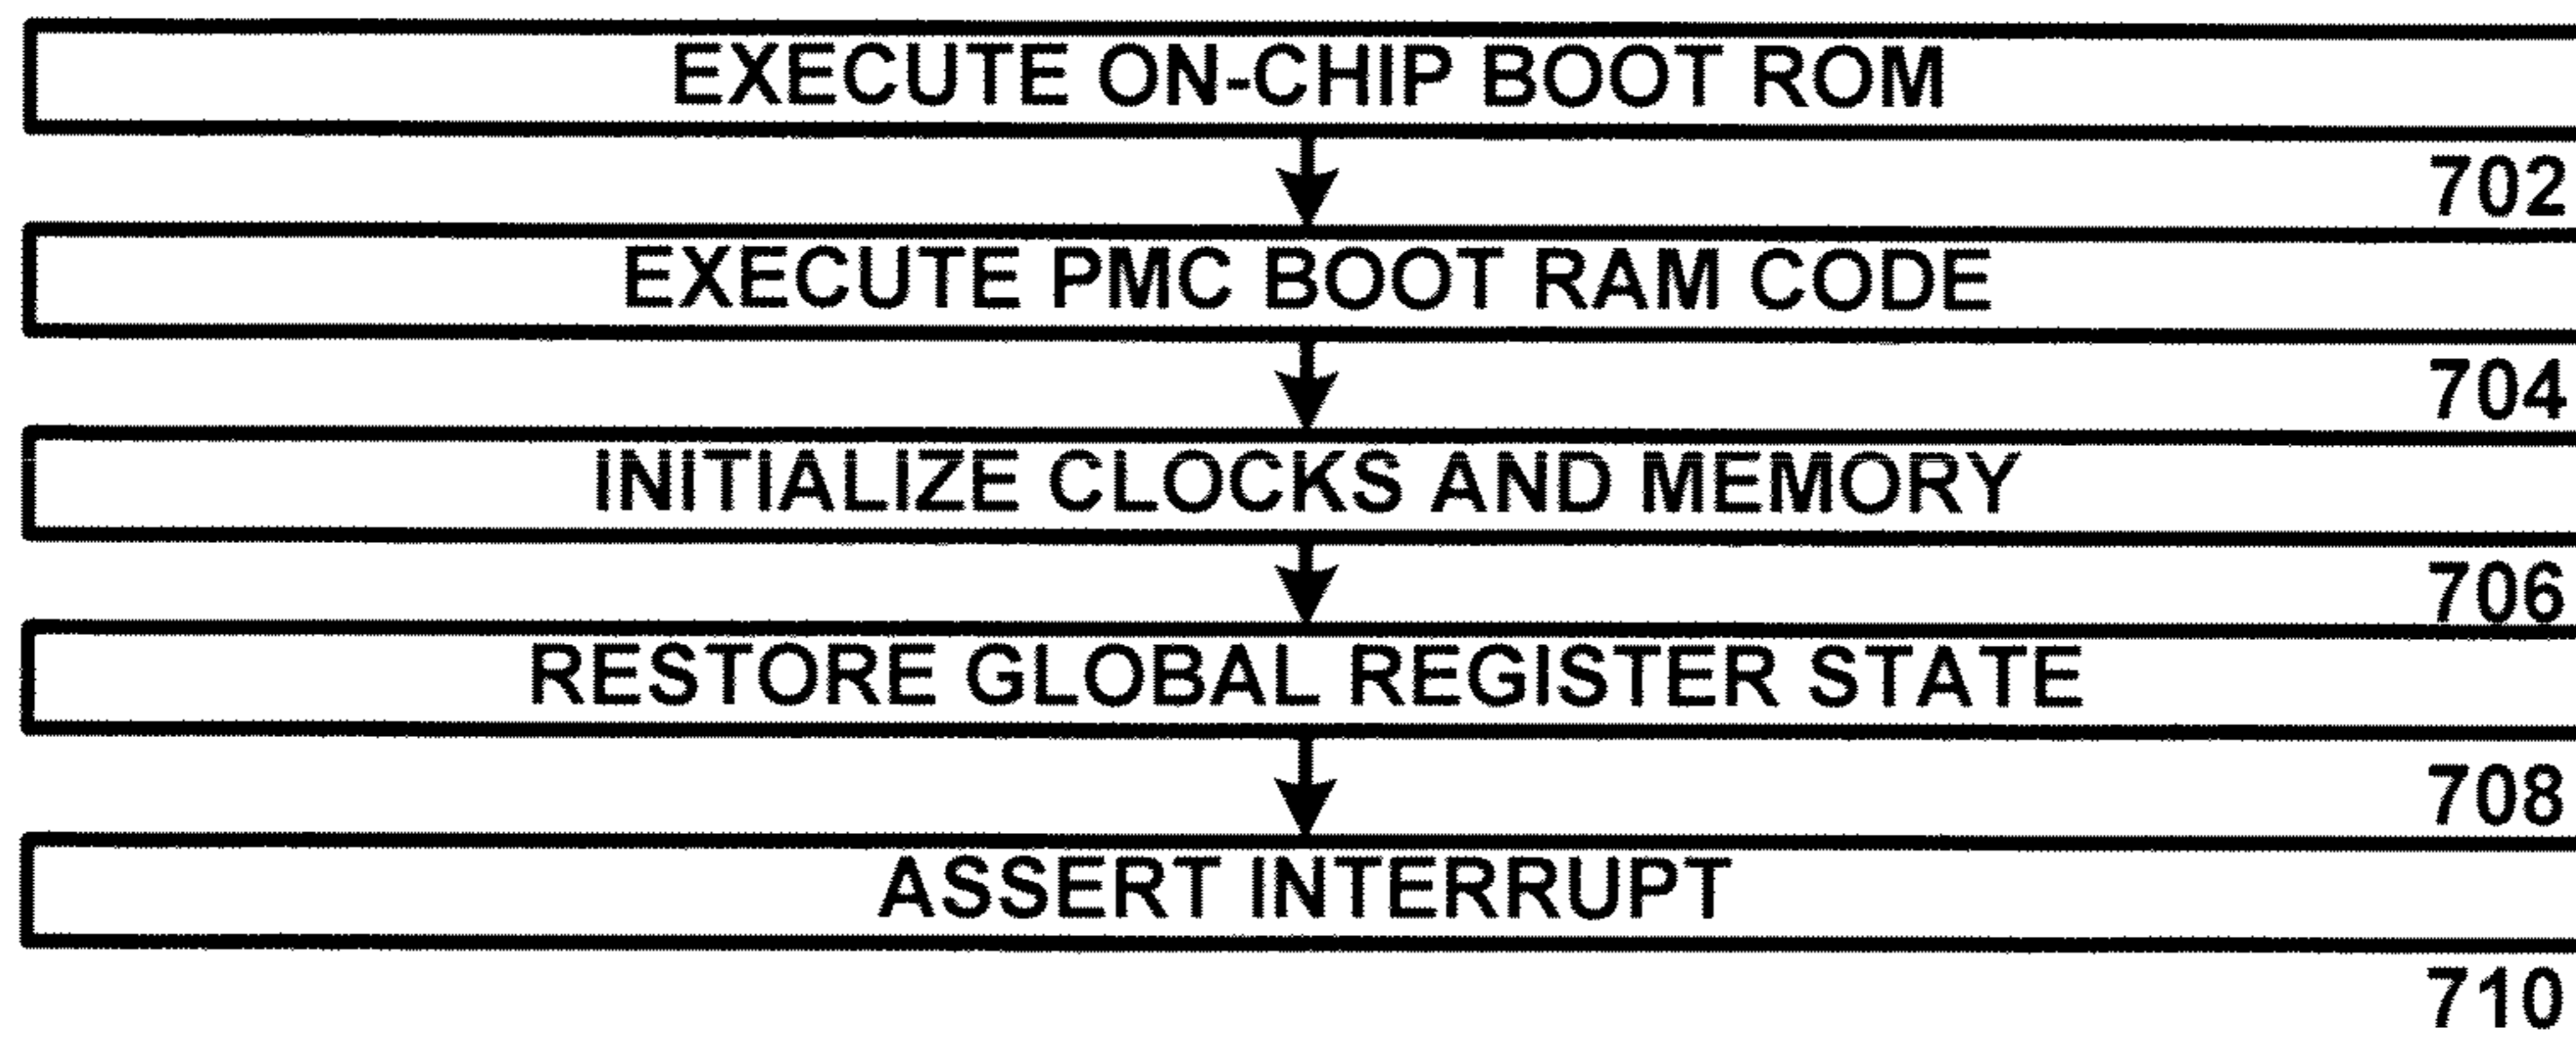 EXECUTE ON-CHIP BOOT ROM
702
EXECUTE PMC BOOT RAM CODE
704
INITIALIZE CLOCKS AND MEMORY
706
RESTORE GLOBAL REGISTER STATE
708
ASSERT INTERRUPT
710